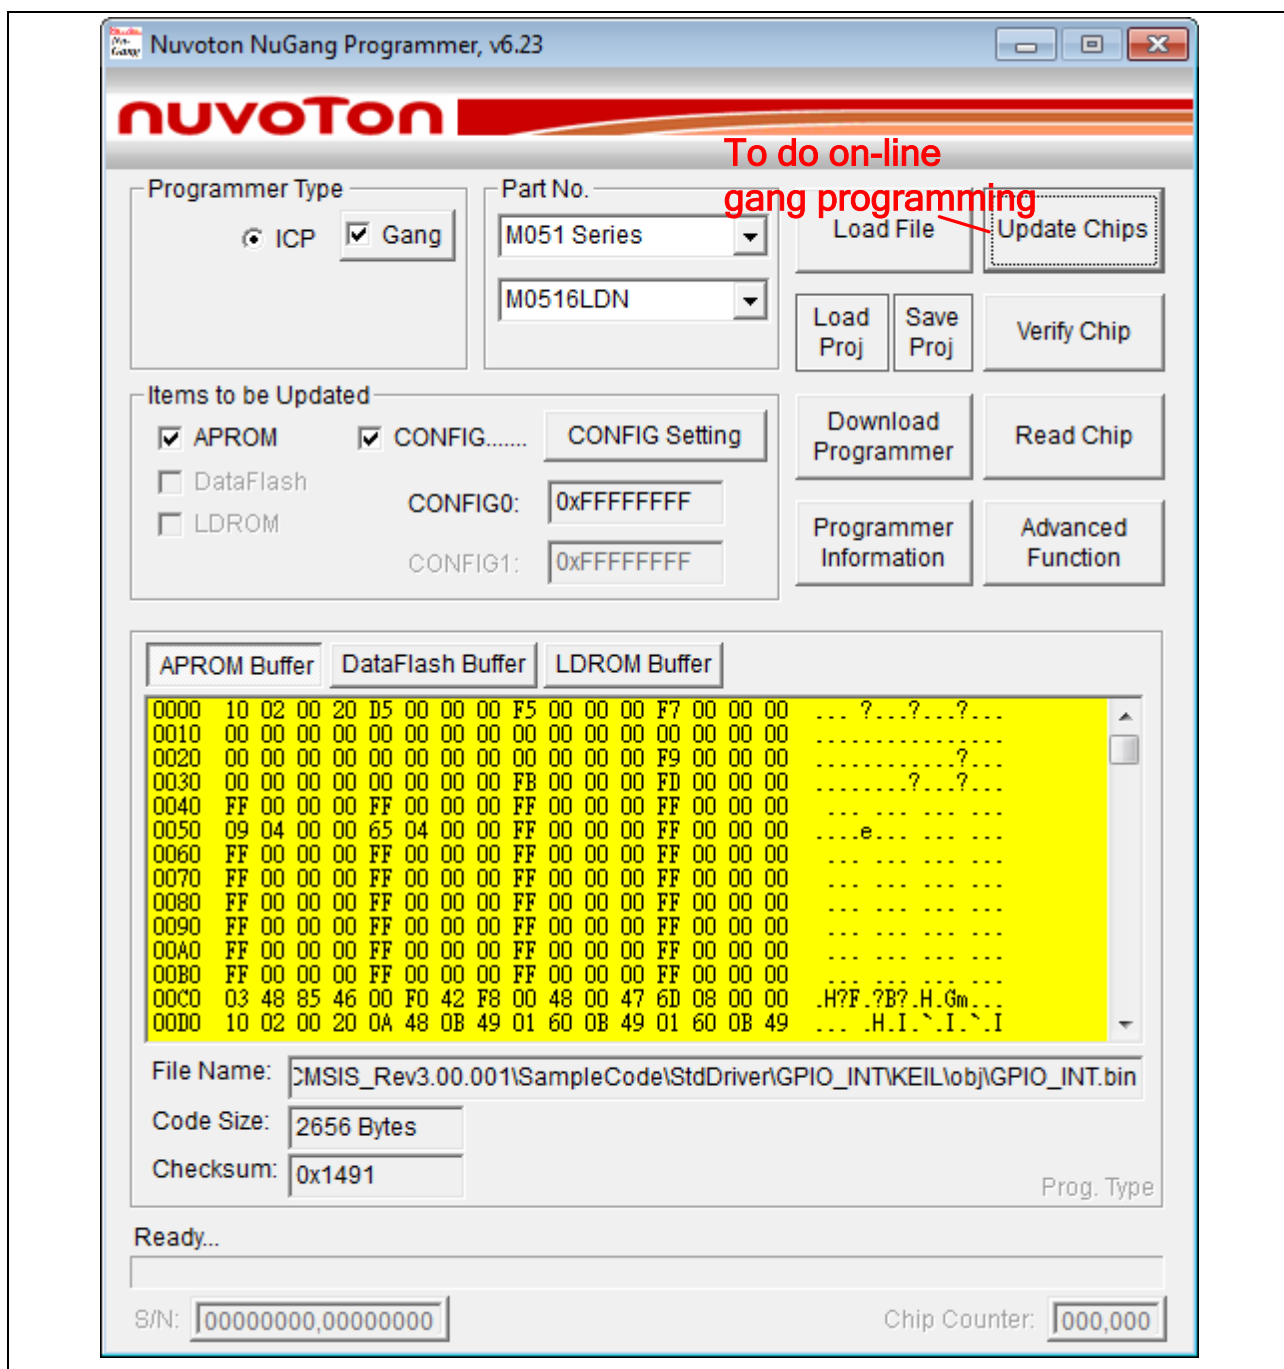 Nuvoton NuGang Programmer, v6.23
nuvoTon
To do on-line
gang programming
Programmer Type
ICP
Gang
Part No.
M051 Series
M0516LDN
Load File
Update Chips
Load
Proj
Save
Proj
Verify Chip
Items to be Updated
APROM
CONFIG.......
CONFIG Setting
DataFlash
CONFIG0:
0xFFFFFFFF
LDROM
CONFIG1:
0xFFFFFFFF
Download
Programmer
Read Chip
Programmer
Information
Advanced
Function
APROM Buffer
DataFlash Buffer
LDROM Buffer
0000 10 02 00 20 D5 00 00 00 F5 00 00 00 F7 00 00 00 ... ?...?...?...
0010 00 00 00 00 00 00 00 00 00 00 00 00 00 00 00 00 ................
0020 00 00 00 00 00 00 00 00 00 00 00 00 F9 00 00 00 ............?...
0030 00 00 00 00 00 00 00 00 FB 00 00 00 FD 00 00 00 ........?...?...
0040 FF 00 00 00 FF 00 00 00 FF 00 00 00 FF 00 00 00 ... ... ... ...
0050 09 04 00 00 65 04 00 00 FF 00 00 00 FF 00 00 00 ....e... ... ...
0060 FF 00 00 00 FF 00 00 00 FF 00 00 00 FF 00 00 00 ... ... ... ...
0070 FF 00 00 00 FF 00 00 00 FF 00 00 00 FF 00 00 00 ... ... ... ...
0080 FF 00 00 00 FF 00 00 00 FF 00 00 00 FF 00 00 00 ... ... ... ...
0090 FF 00 00 00 FF 00 00 00 FF 00 00 00 FF 00 00 00 ... ... ... ...
00A0 FF 00 00 00 FF 00 00 00 FF 00 00 00 FF 00 00 00 ... ... ... ...
00B0 FF 00 00 00 FF 00 00 00 FF 00 00 00 FF 00 00 00 ... ... ... ...
00C0 03 48 85 46 00 F0 42 F8 00 48 00 47 6D 08 00 00 .H?F.?B?.H.Gm...
00D0 10 02 00 20 0A 48 0B 49 01 60 0B 49 01 60 0B 49 ... .H.I.`.I.`.I
File Name: CMSIS_Rev3.00.001\SampleCode\StdDriver\GPIO_INT\KEIL\obj\GPIO_INT.bin
Code Size: 2656 Bytes
Checksum: 0x1491
Prog. Type
Ready...
S/N: 00000000,00000000
Chip Counter: 000,000